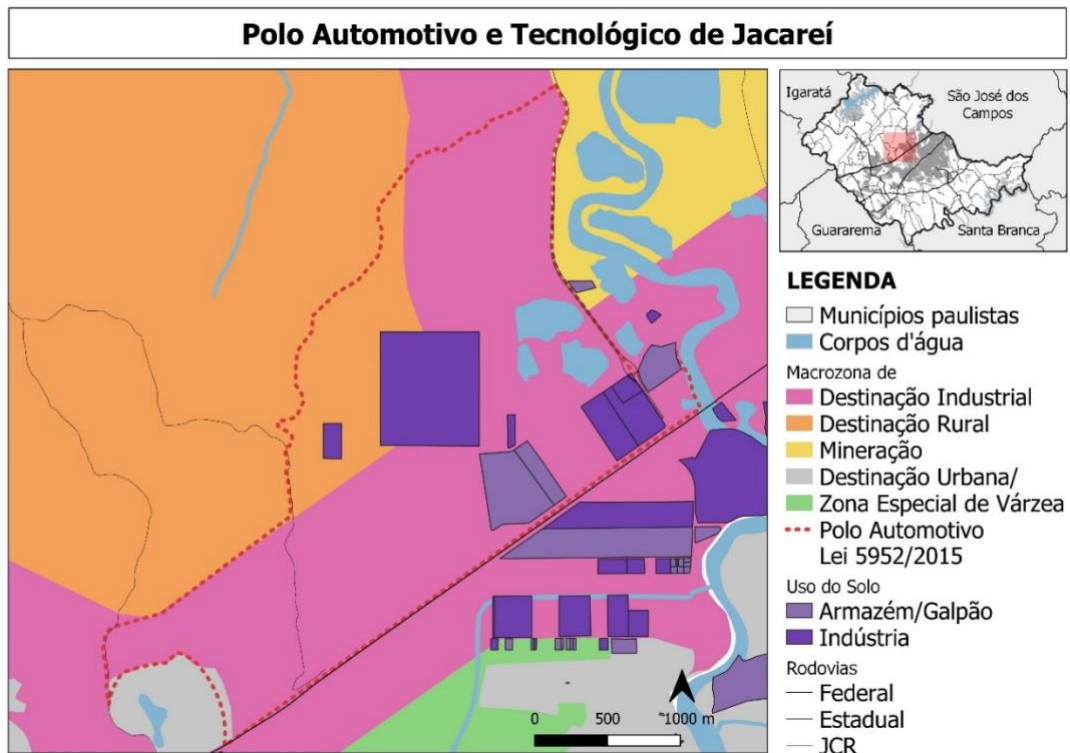 Polo Automotivo e Tecnológico de Jacareí
Igaratá
São José dos
Campos
Guararema
Santa Branca
LEGENDA
Municípios paulistas
Corpos d'água
Macrozona de
Destinação Industrial
Destinação Rural
Mineração
Destinação Urbana/
Zona Especial de Várzea
Polo Automotivo
Lei 5952/2015
Uso do Solo
Armazém/Galpão
Indústria
Rodovias
Federal
Estadual
JCR
0 500 1000 m